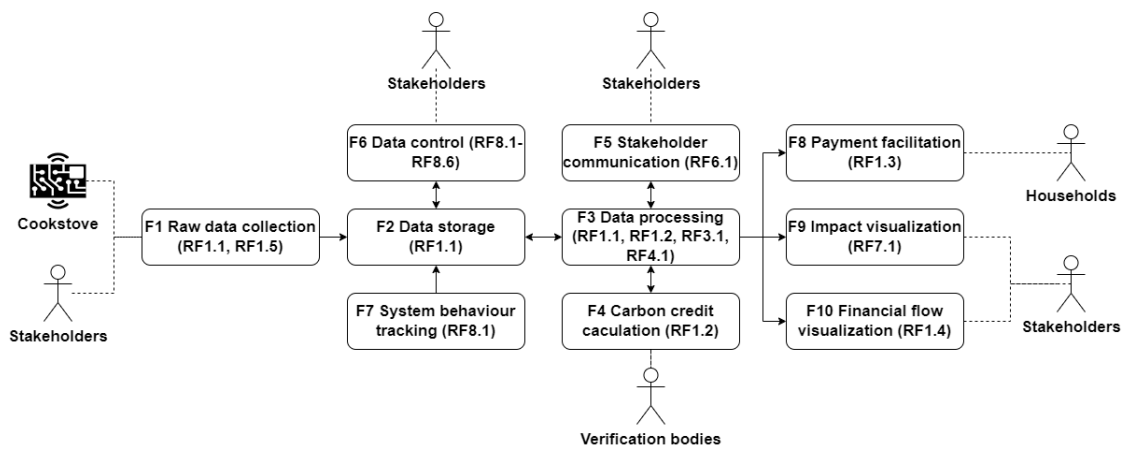 Stakeholders
Stakeholders
F6 Data control (RF8.1-
RF8.6)
F5 Stakeholder
communication (RF6.1)
F8 Payment facilitation
(RF1.3)
Households
Cookstove
F1 Raw data collection
(RF1.1, RF1.5)
F2 Data storage
(RF1.1)
F3 Data processing
(RF1.1, RF1.2, RF3.1,
RF4.1)
F9 Impact visualization
(RF7.1)
Stakeholders
F7 System behaviour
tracking (RF8.1)
F4 Carbon credit
caculation (RF1.2)
F10 Financial flow
visualization (RF1.4)
Stakeholders
Verification bodies